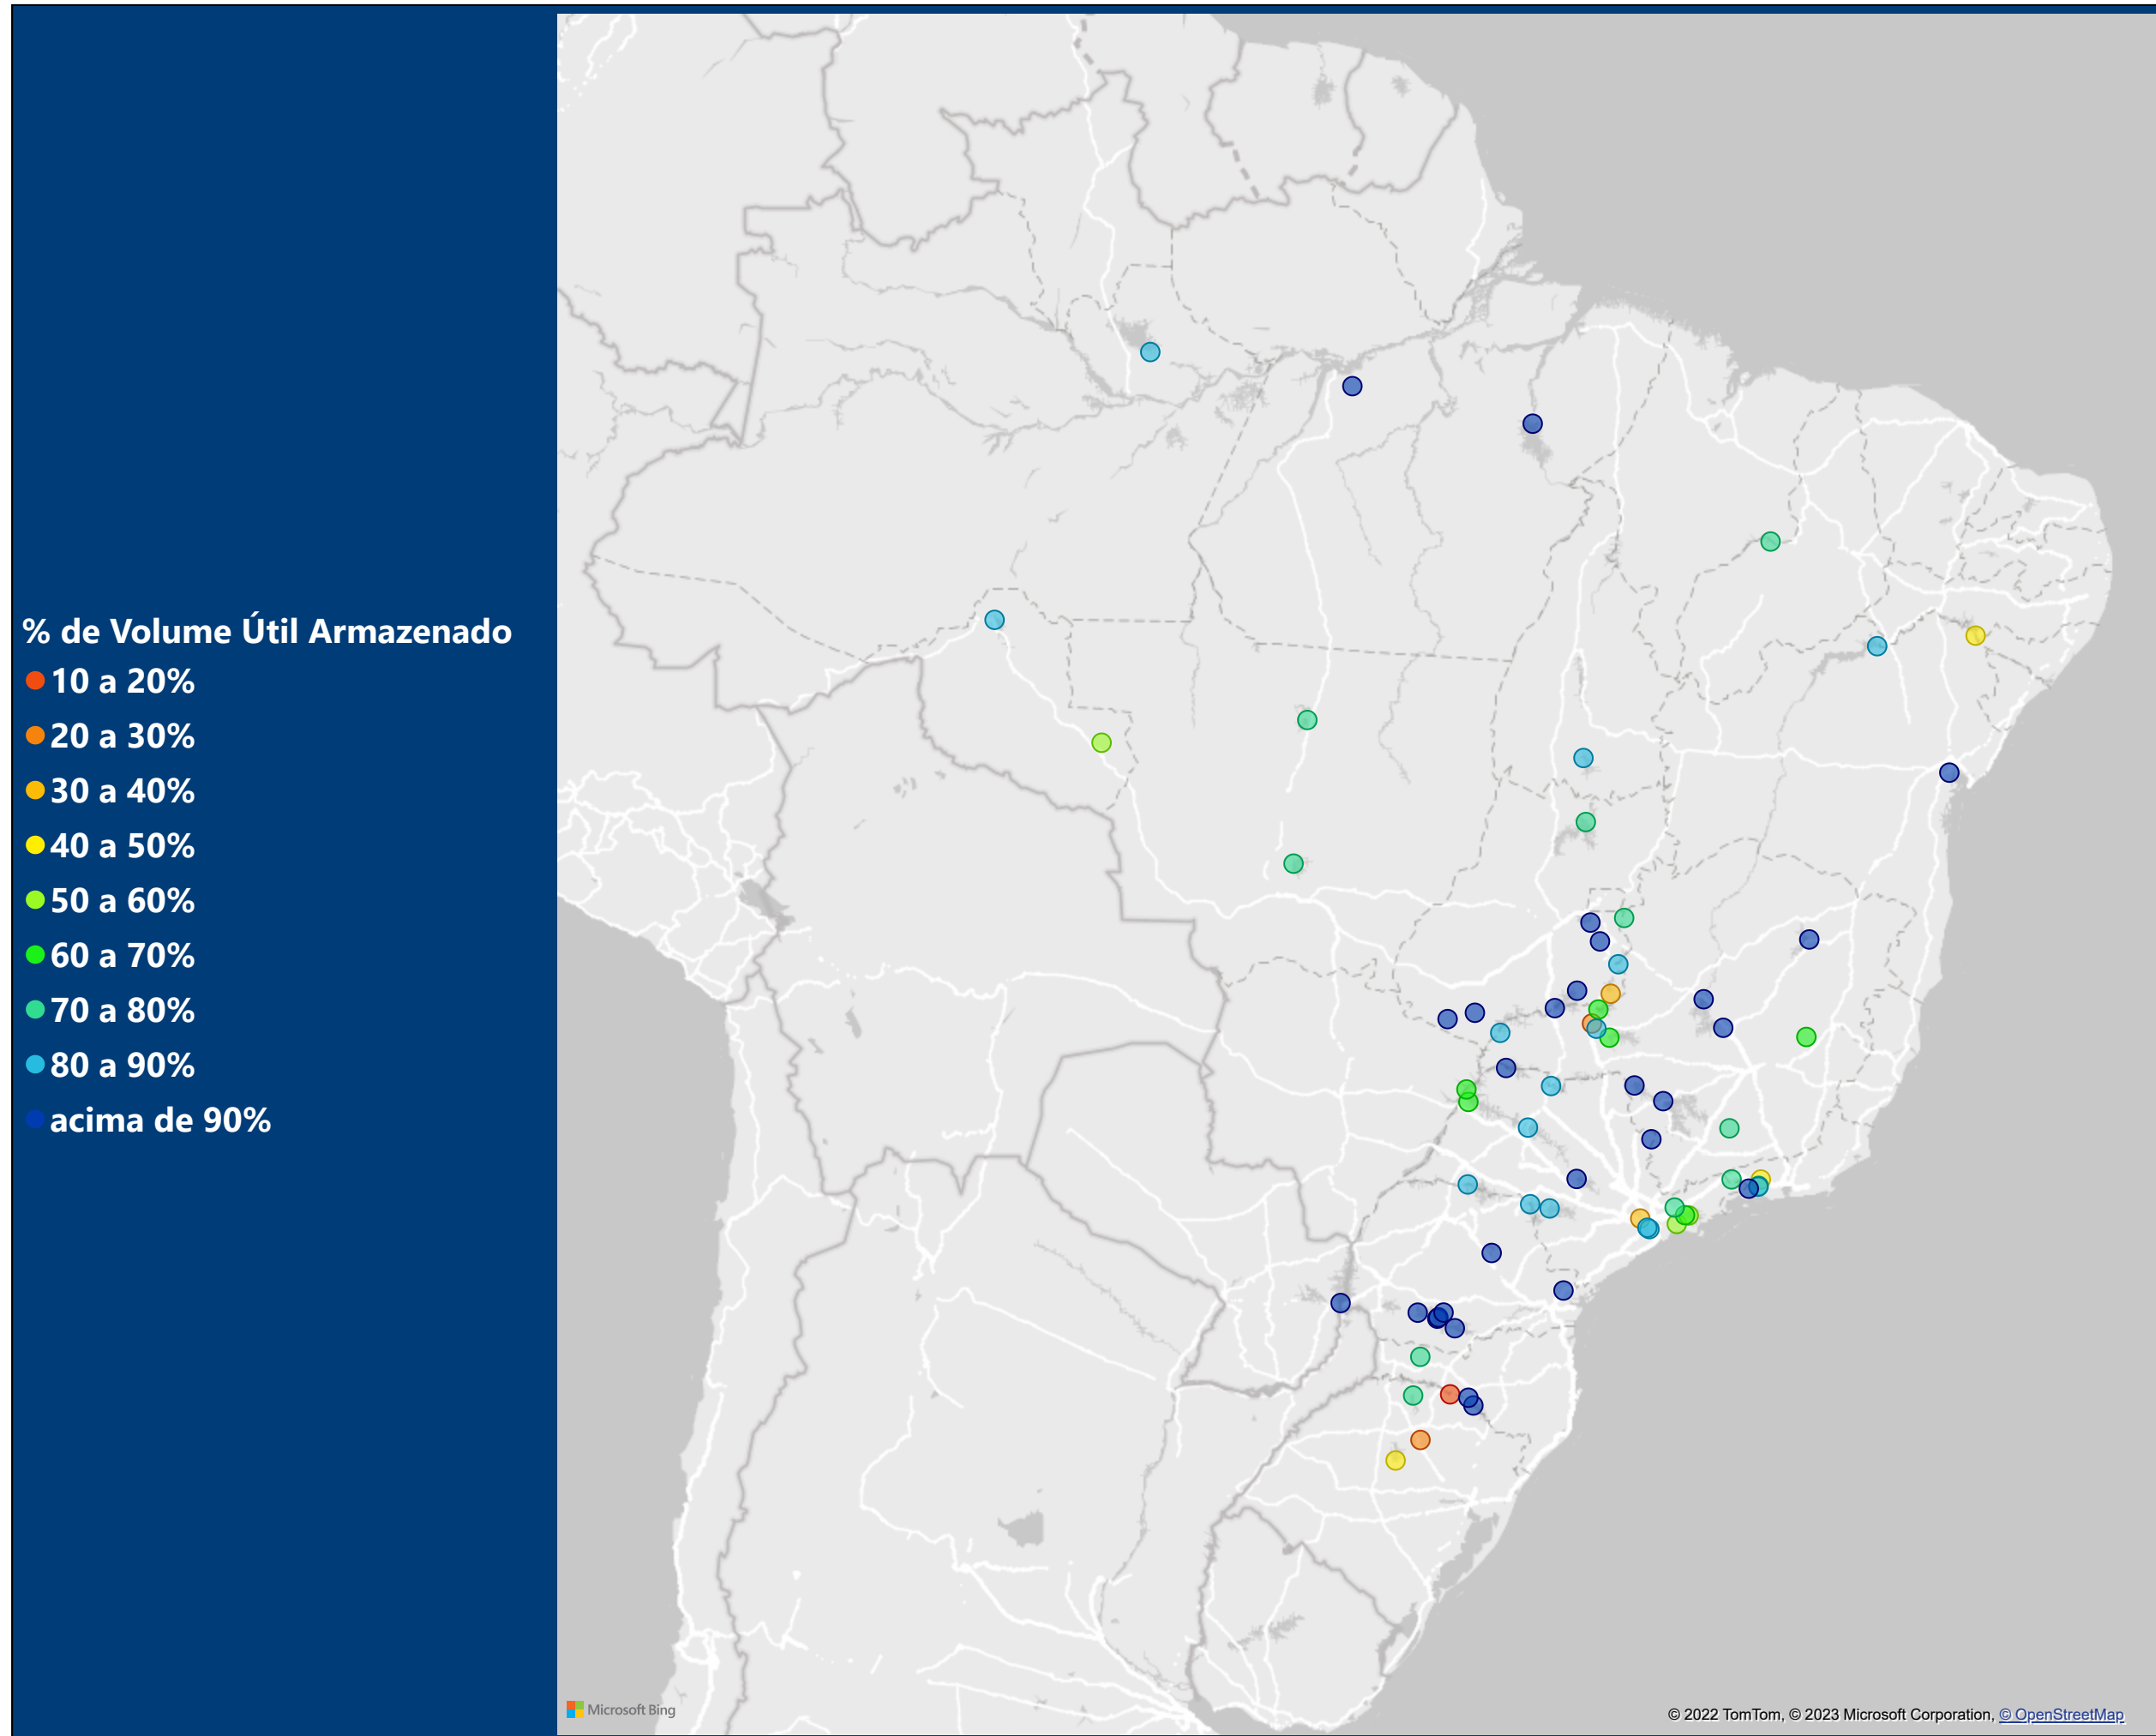 % de Volume Útil Armazenado
10 a 20%
20 a 30%
30 a 40%
40 a 50%
50 a 60%
60 a 70%
70 a 80%
80 a 90%
acima de 90%
Microsoft Bing
© 2022 TomTom, © 2023 Microsoft Corporation, © OpenStreetMap